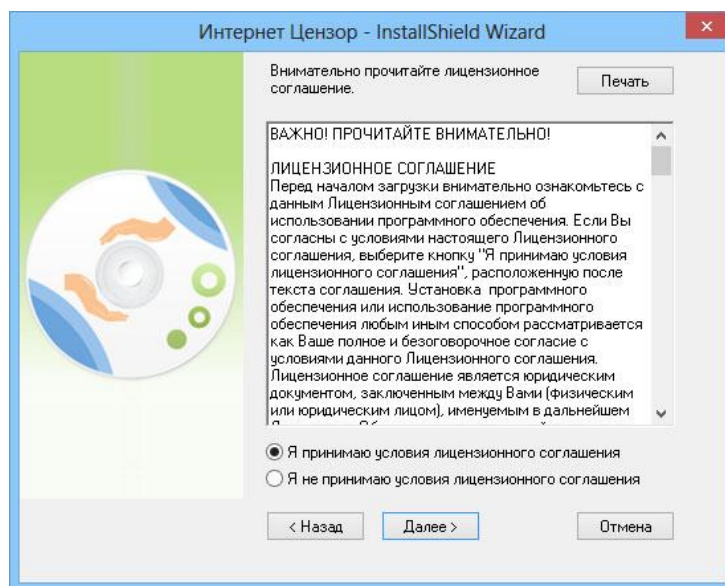 Интернет Цензор - InstallShield Wizard
Внимательно прочитайте лицензионное
соглашение.
Печать
ВАЖНО! ПРОЧИТАЙТЕ ВНИМАТЕЛЬНО!
ЛИЦЕНЗИОННОЕ СОГЛАШЕНИЕ
Перед началом загрузки внимательно ознакомьтесь с
данным Лицензионным соглашением об
использовании программного обеспечения. Если Вы
согласны с условиями настоящего Лицензионного
соглашения, выберите кнопку "Я принимаю условия
лицензионного соглашения", расположенную после
текста соглашения. Установка программного
обеспечения или использование программного
обеспечения любым иным способом рассматривается
как Ваше полное и безоговорочное согласие с
условиями данного Лицензионного соглашения.
Лицензионное соглашение является юридическим
документом, заключенным между Вами (физическим
или юридическим лицом), именуемым в дальнейшем
Я принимаю условия лицензионного соглашения
Я не принимаю условия лицензионного соглашения
< Назад
Далее >
Отмена